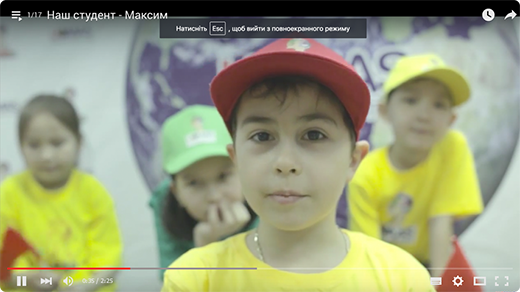 1/17 Наш студент - Максим
Натисніть Esc , щоб вийти з повноекранного режиму
0:35 / 2:25